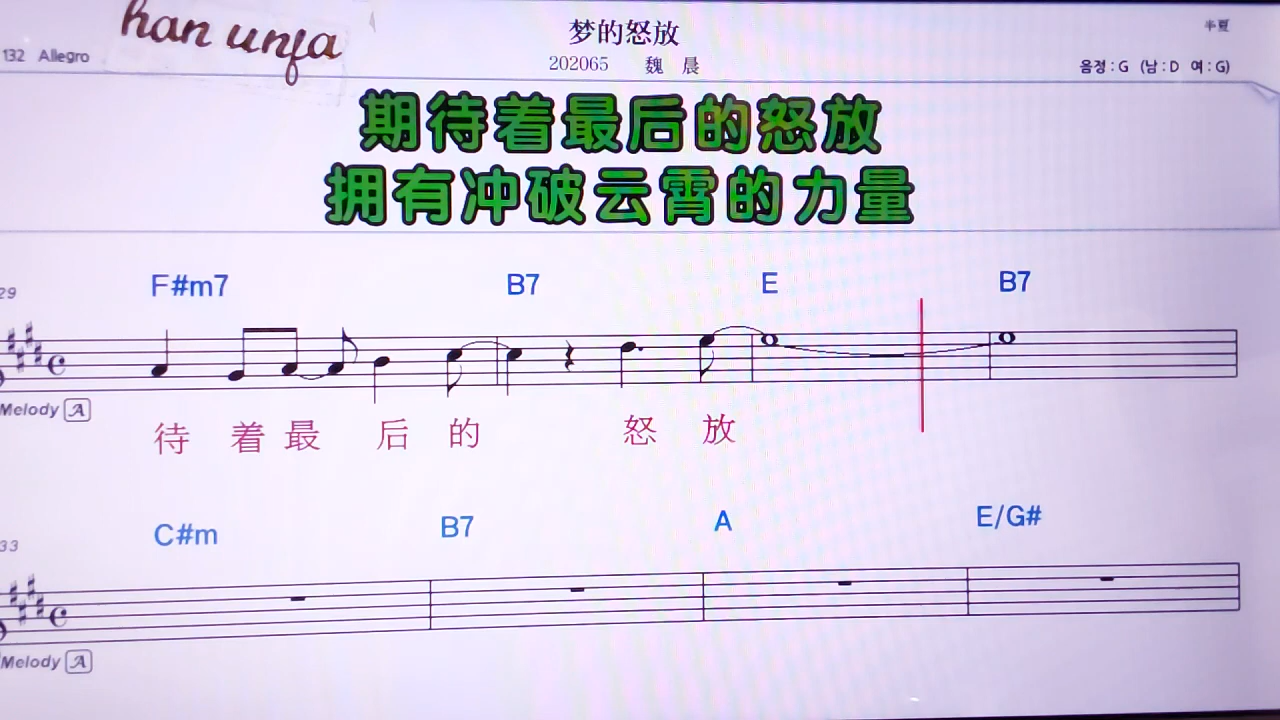 han unja
梦的怒放
半夏
132 Allegro
202065 魏 晨
음정 : G (남 : D 여 : G)
期待着最后的怒放
拥有冲破云霄的力量
F#m7 B7 E B7
29
Melody A
待 着 最 后 的 怒 放
C#m B7 A E/G#
33
Melody A